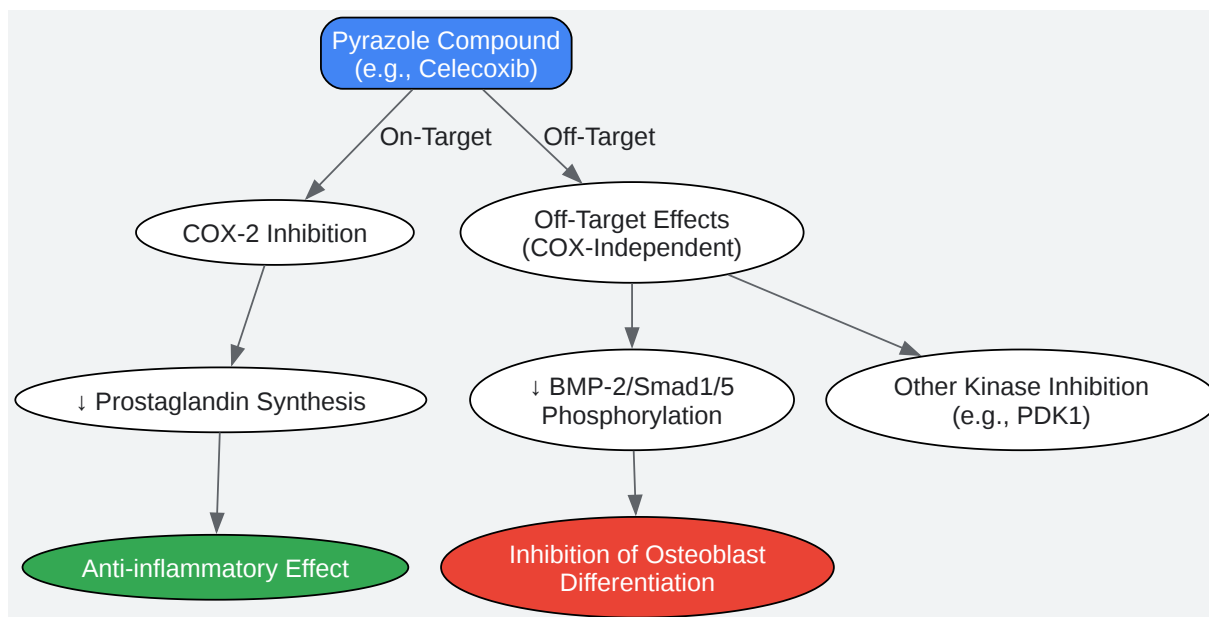 Pyrazole Compound
(e.g., Celecoxib)
On-Target
Off-Target
COX-2 Inhibition
Off-Target Effects
(COX-Independent)
↓ Prostaglandin Synthesis
↓ BMP-2/Smad1/5
Phosphorylation
Other Kinase Inhibition
(e.g., PDK1)
Anti-inflammatory Effect
Inhibition of Osteoblast
Differentiation